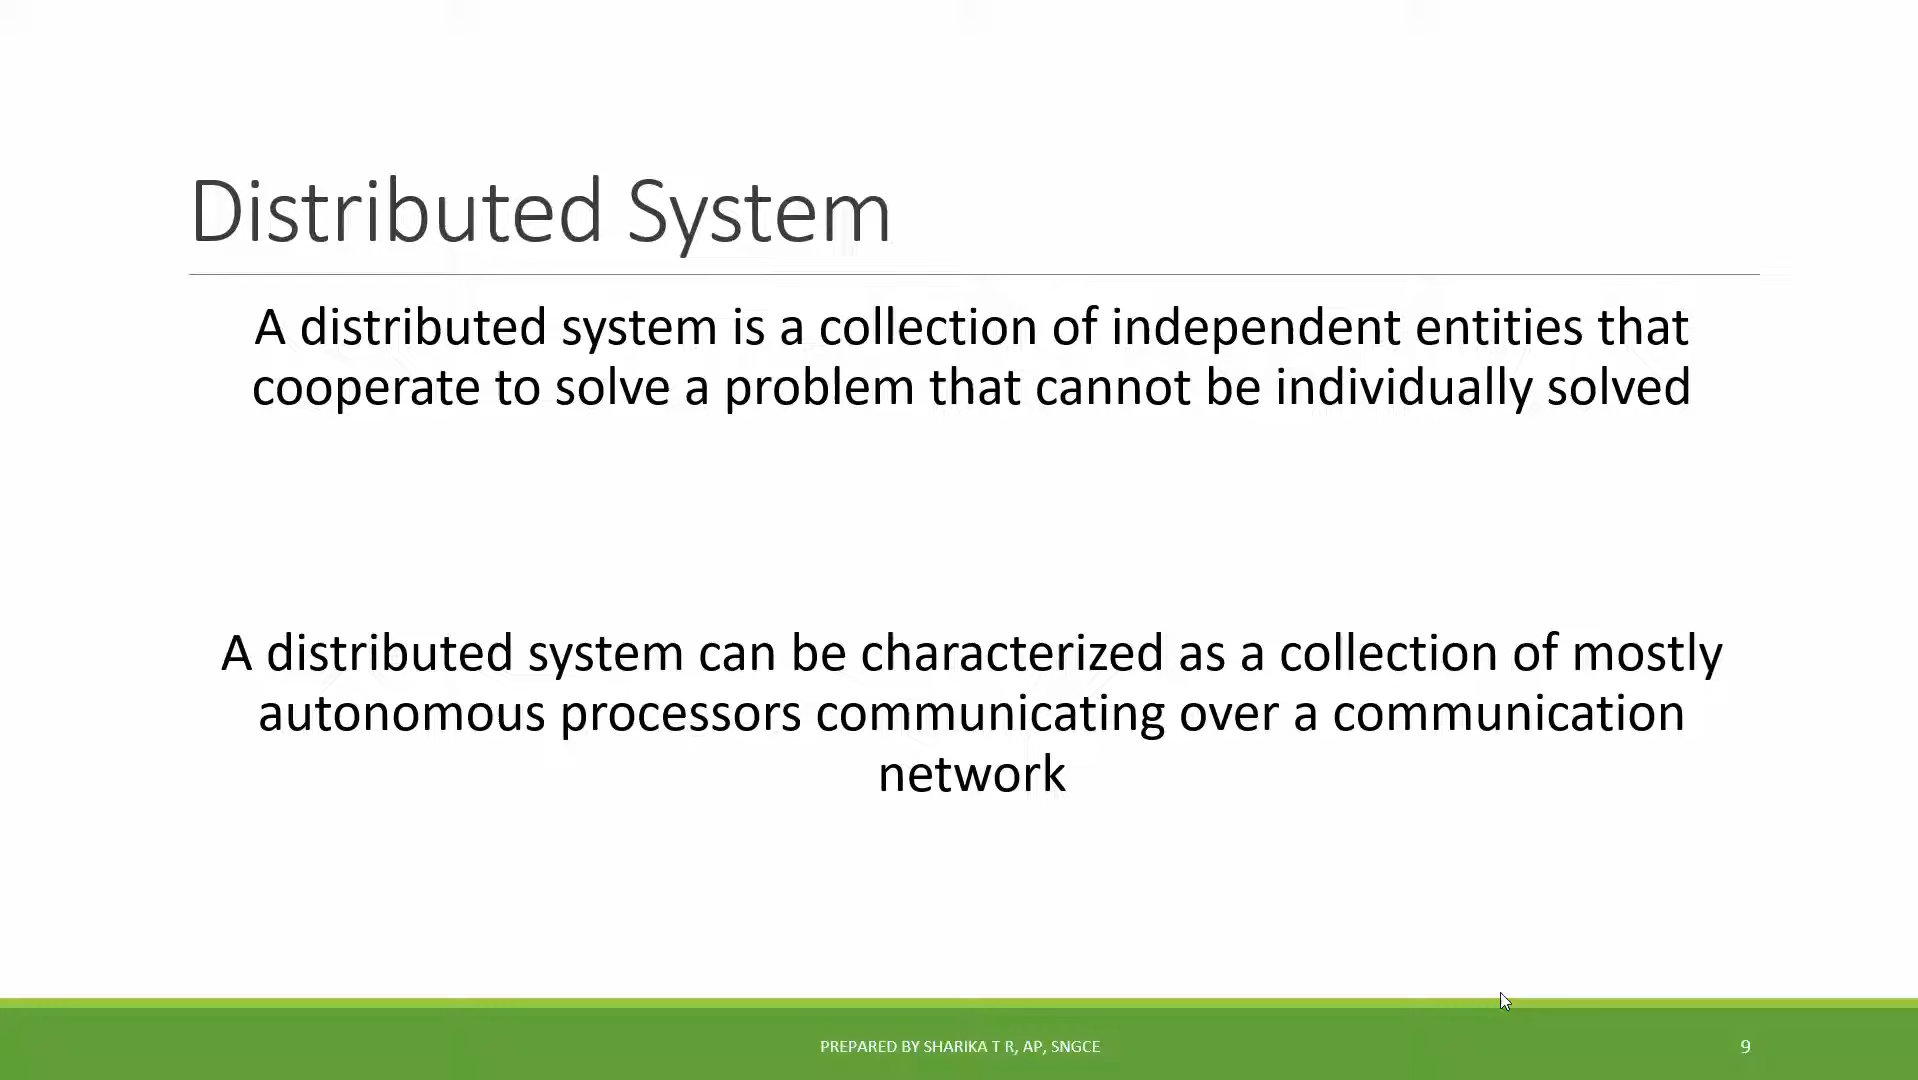 Distributed System
A distributed system is a collection of independent entities that
cooperate to solve a problem that cannot be individually solved
A distributed system can be characterized as a collection of mostly
autonomous processors communicating over a communication
network
PREPARED BY SHARIKA T R, AP, SNGCE
9